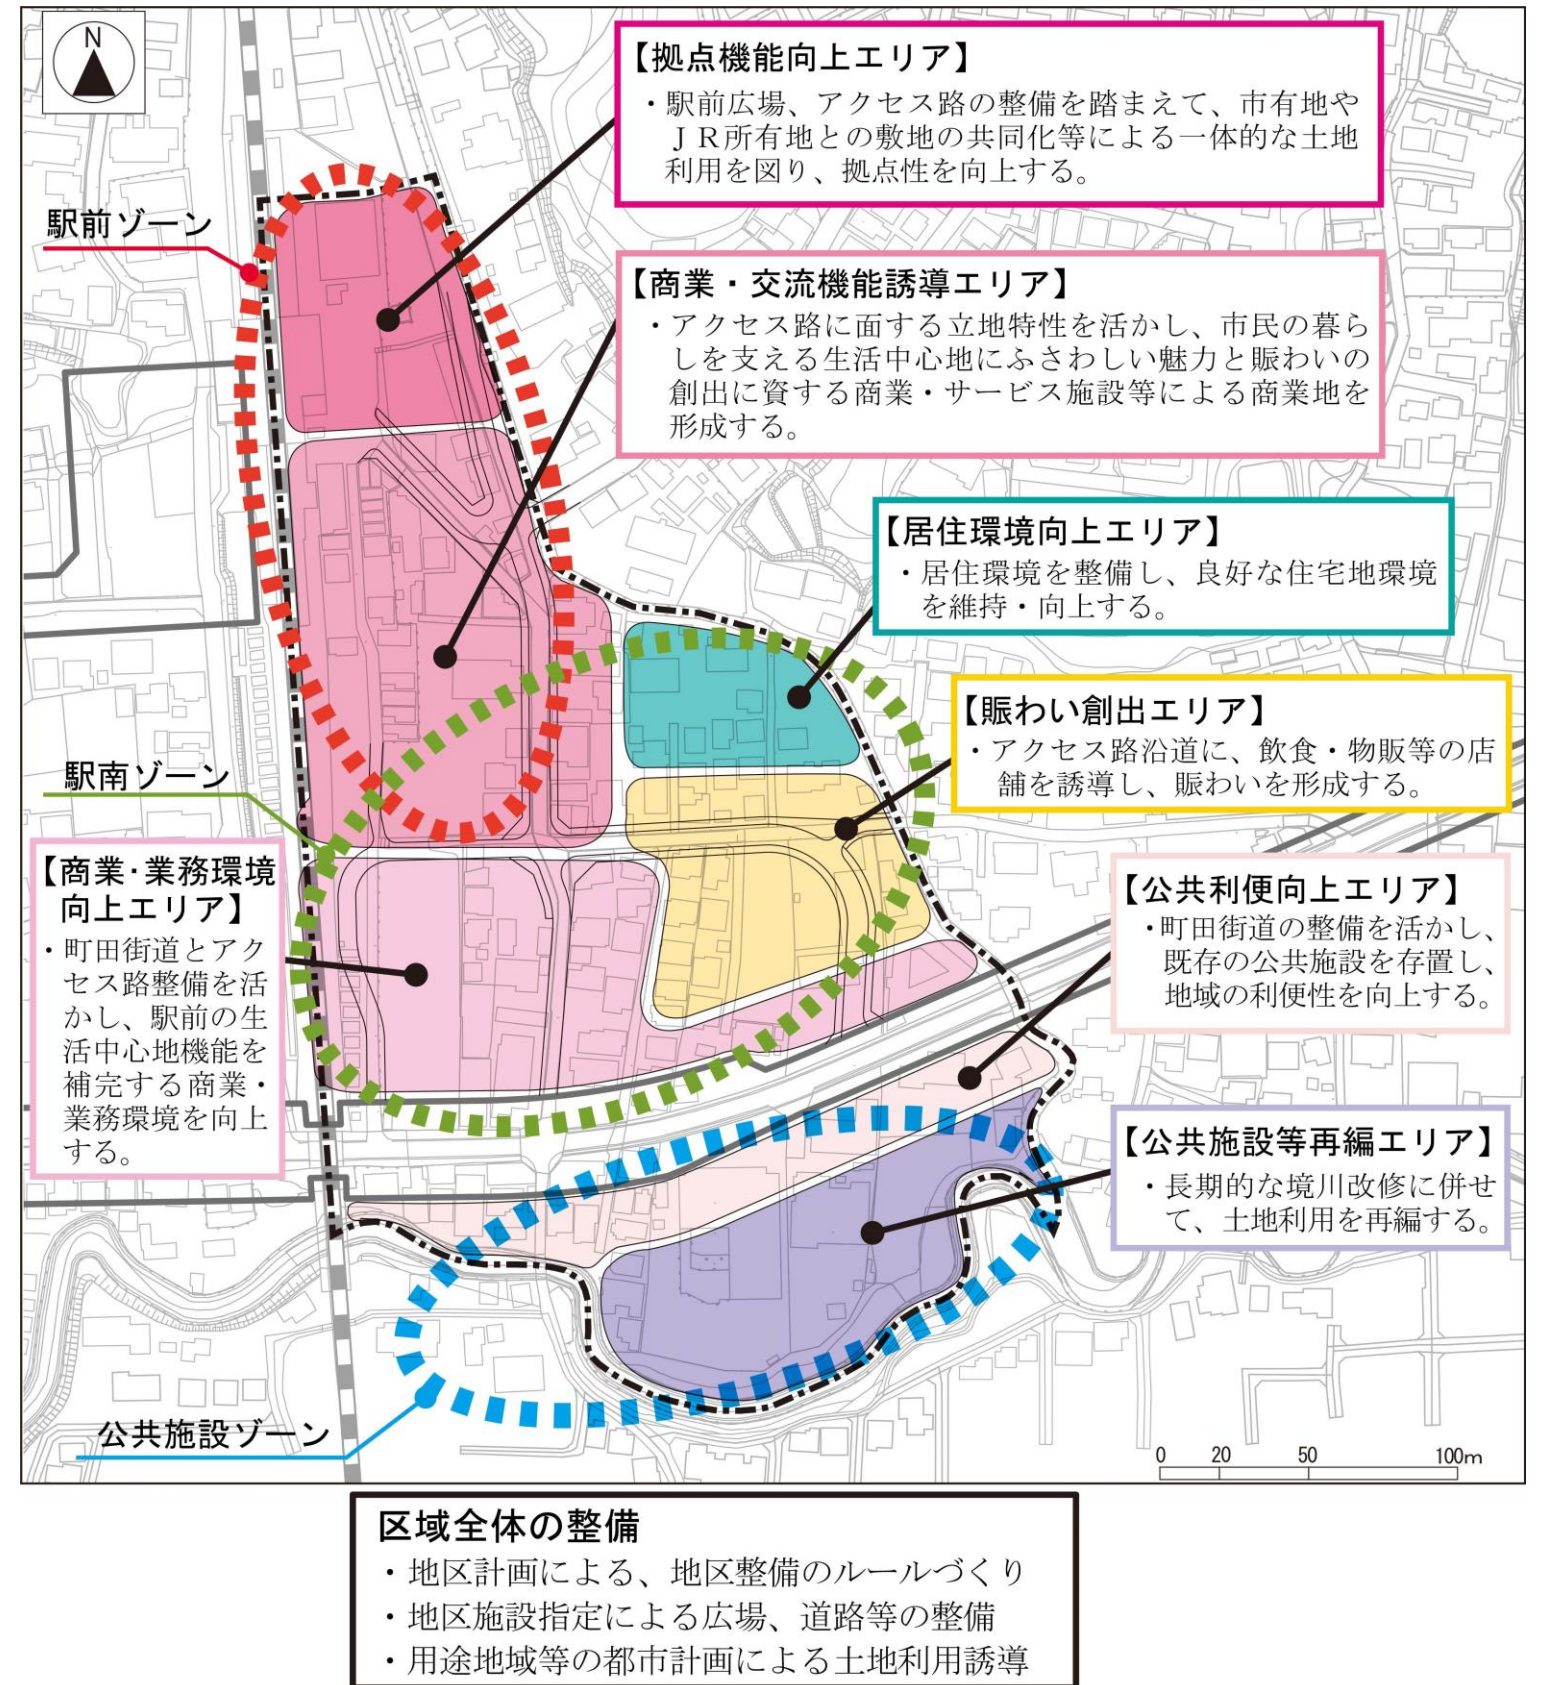 N
【拠点機能向上エリア】
・駅前広場、アクセス路の整備を踏まえて、市有地や
ＪＲ所有地との敷地の共同化等による一体的な土地
利用を図り、拠点性を向上する。
駅前ゾーン
【商業・交流機能誘導エリア】
・アクセス路に面する立地特性を活かし、市民の暮ら
しを支える生活中心地にふさわしい魅力と賑わいの
創出に資する商業・サービス施設等による商業地を
形成する。
【居住環境向上エリア】
・居住環境を整備し、良好な住宅地環境
を維持・向上する。
【賑わい創出エリア】
・アクセス路沿道に、飲食・物販等の店
舗を誘導し、賑わいを形成する。
駅南ゾーン
【商業・業務環境
向上エリア】
・町田街道とアク
セス路整備を活
かし、駅前の生
活中心地機能を
補完する商業・
業務環境を向上
する。
【公共利便向上エリア】
・町田街道の整備を活かし、
既存の公共施設を存置し、
地域の利便性を向上する。
【公共施設等再編エリア】
・長期的な境川改修に併せ
て、土地利用を再編する。
公共施設ゾーン
0 20 50 100m
区域全体の整備
・地区計画による、地区整備のルールづくり
・地区施設指定による広場、道路等の整備
・用途地域等の都市計画による土地利用誘導